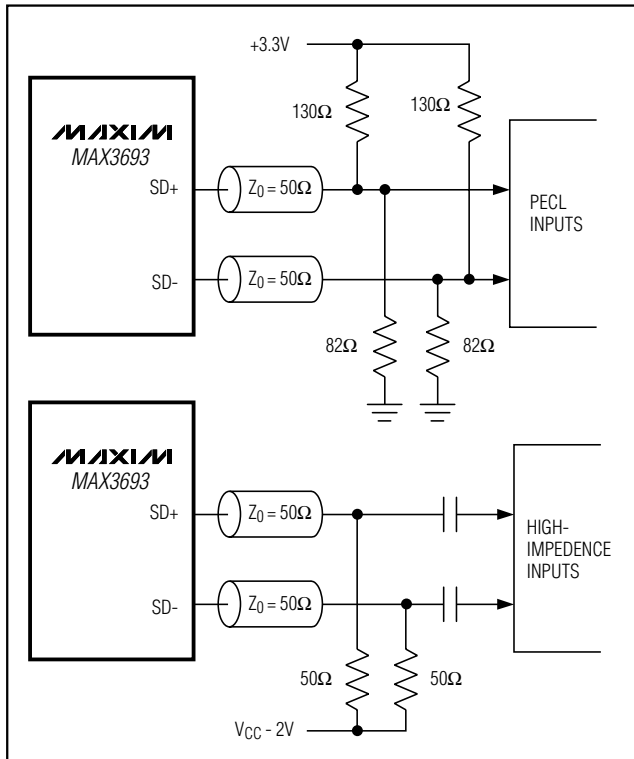 +3.3V
130Ω
130Ω
MAXIM
MAX3693
SD+
Z0 = 50Ω
PECL
INPUTS
SD-
Z0 = 50Ω
82Ω
82Ω
MAXIM
MAX3693
SD+
Z0 = 50Ω
HIGH-
IMPEDENCE
INPUTS
SD-
Z0 = 50Ω
50Ω
50Ω
VCC - 2V